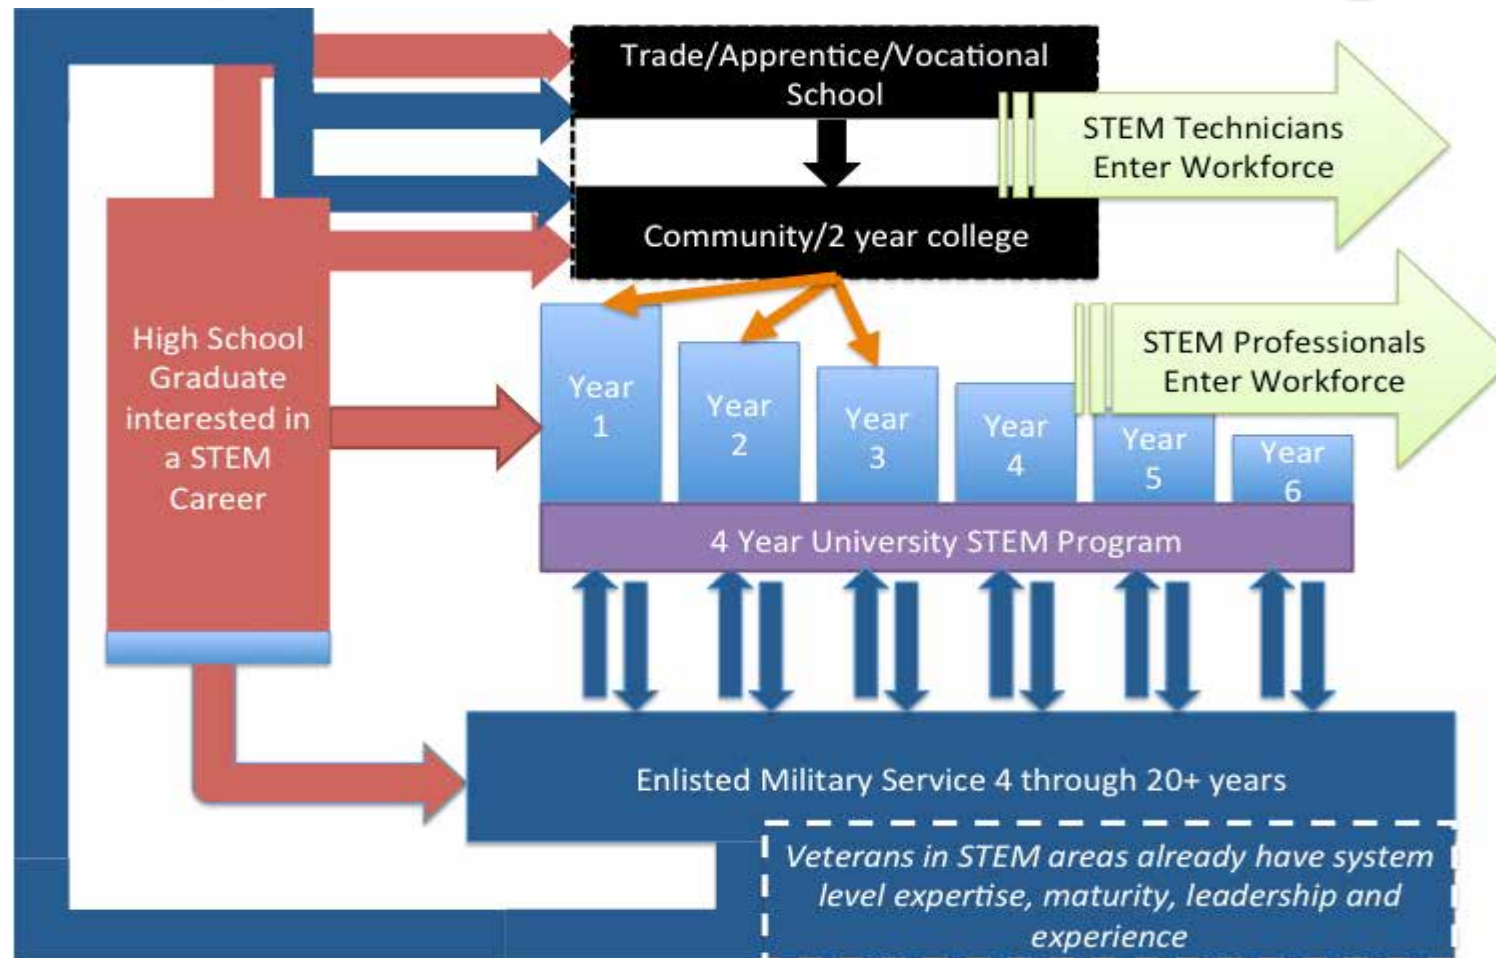 Trade/Apprentice/Vocational
School
STEM Technicians
Enter Workforce
Community/2 year college
High School
Graduate
interested in
a STEM
Career
STEM Professionals
Enter Workforce
Year
1
Year
2
Year
3
Year
4
Year
5
Year
6
4 Year University STEM Program
Enlisted Military Service 4 through 20+ years
Veterans in STEM areas already have system
level expertise, maturity, leadership and
experience